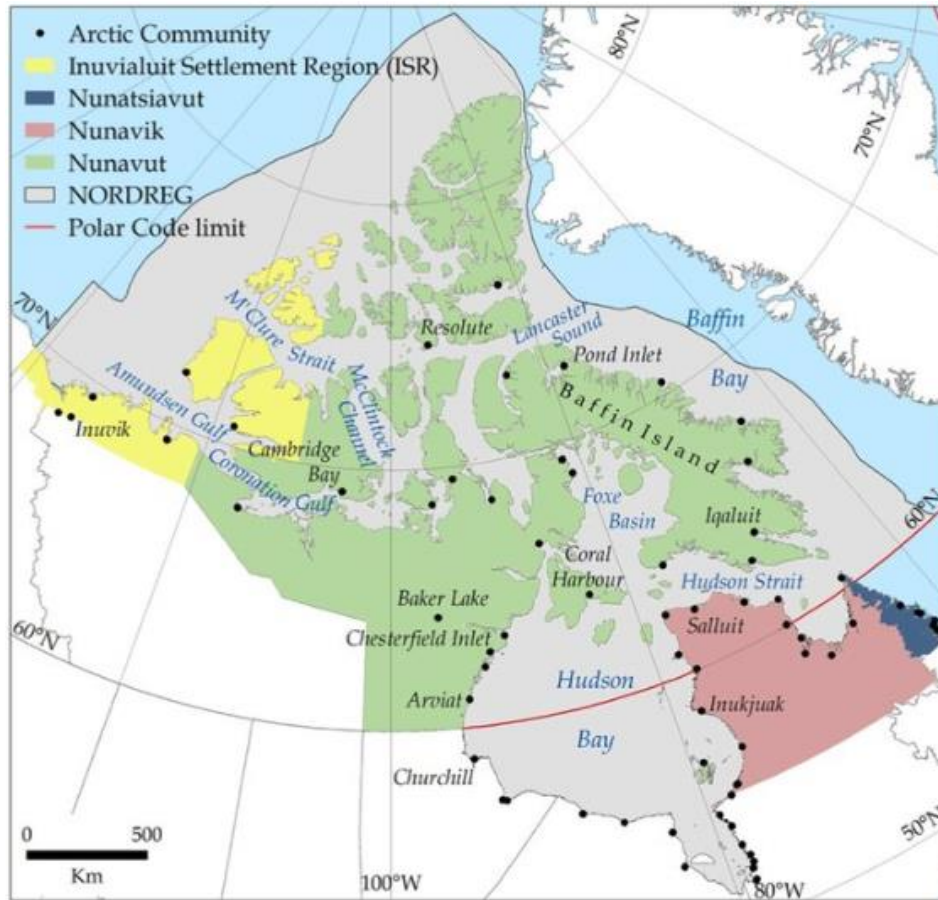 Arctic Community
Inuvialuit Settlement Region (ISR)
Nunatsiavut
Nunavik
Nunavut
NORDREG
Polar Code limit
80°N
70°N
70°N
M'Clure Strait
Resolute
Lancaster
Sound
Baffin
Bay
Pond Inlet
Baffin Island
McClintock
Channel
Amundsen Gulf
Inuvik
Cambridge
Bay
Coronation Gulf
Foxe
Basin
Iqaluit
60°N
Coral
Harbour
Hydson Strait
Baker Lake
Chesterfield Inlet
Salluit
60°N
Hudson
Bay
Arviat
Inukjuak
Churchill
0 500
Km
100°W
80°W
50°N